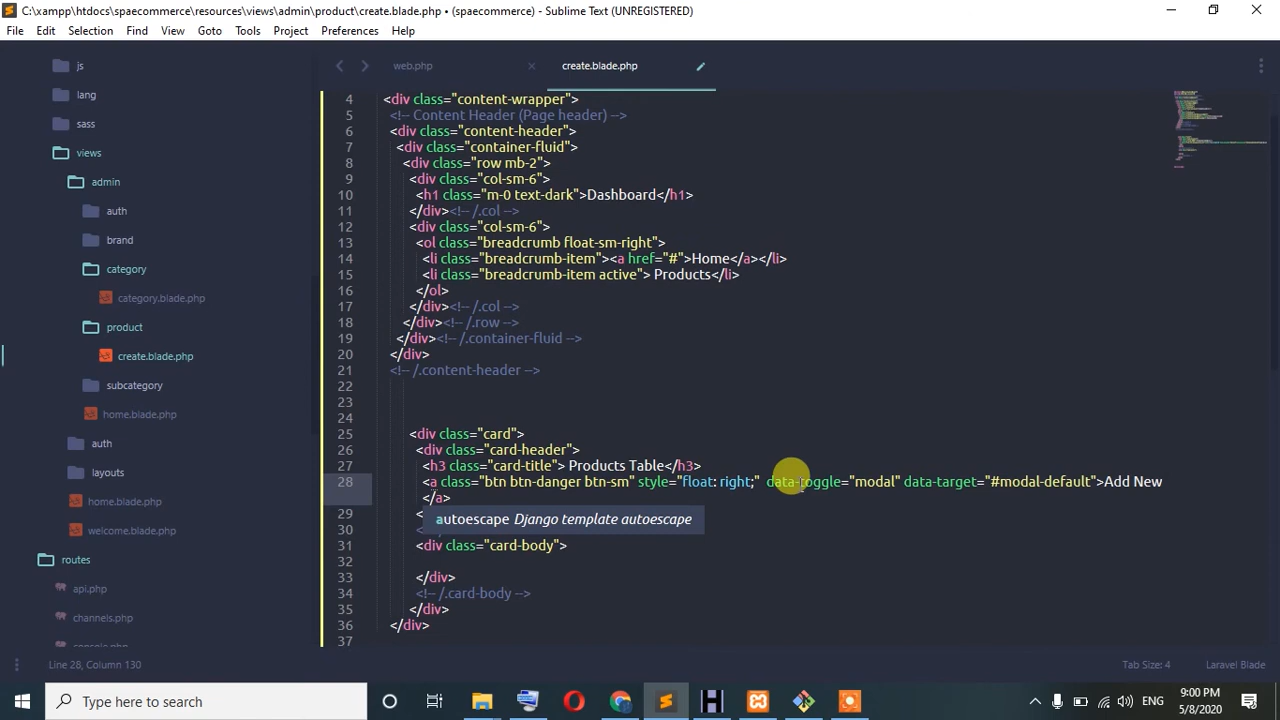 C:\xampp\htdocs\spaecommerce\resources\views\admin\product\create.blade.php • (spaecommerce) - Sublime Text (UNREGISTERED)
File Edit Selection Find View Goto Tools Project Preferences Help
js
lang
sass
views
admin
auth
brand
category
category.blade.php
product
create.blade.php
subcategory
home.blade.php
auth
layouts
home.blade.php
welcome.blade.php
routes
api.php
channels.php
console.php
web.php
create.blade.php
4 <div class="content-wrapper">
5 <!-- Content Header (Page header) -->
6 <div class="content-header">
7 <div class="container-fluid">
8 <div class="row mb-2">
9 <div class="col-sm-6">
10 <h1 class="m-0 text-dark">Dashboard</h1>
11 </div><!-- /.col -->
12 <div class="col-sm-6">
13 <ol class="breadcrumb float-sm-right">
14 <li class="breadcrumb-item"><a href="#">Home</a></li>
15 <li class="breadcrumb-item active"> Products</li>
16 </ol>
17 </div><!-- /.col -->
18 </div><!-- /.row -->
19 </div><!-- /.container-fluid -->
20 </div>
21 <!-- /.content-header -->
22
23
24
25 <div class="card">
26 <div class="card-header">
27 <h3 class="card-title"> Products Table</h3>
28 <a class="btn btn-danger btn-sm" style="float: right;" data-toggle="modal" data-target="#modal-default">Add New
</a>
29 <
autoescape Django template autoescape
30
31 <div class="card-body">
32
33 </div>
34 <!-- /.card-body -->
35 </div>
36 </div>
37
Line 28, Column 130
Tab Size: 4
Laravel Blade
Type here to search
ENG
9:00 PM
5/8/2020